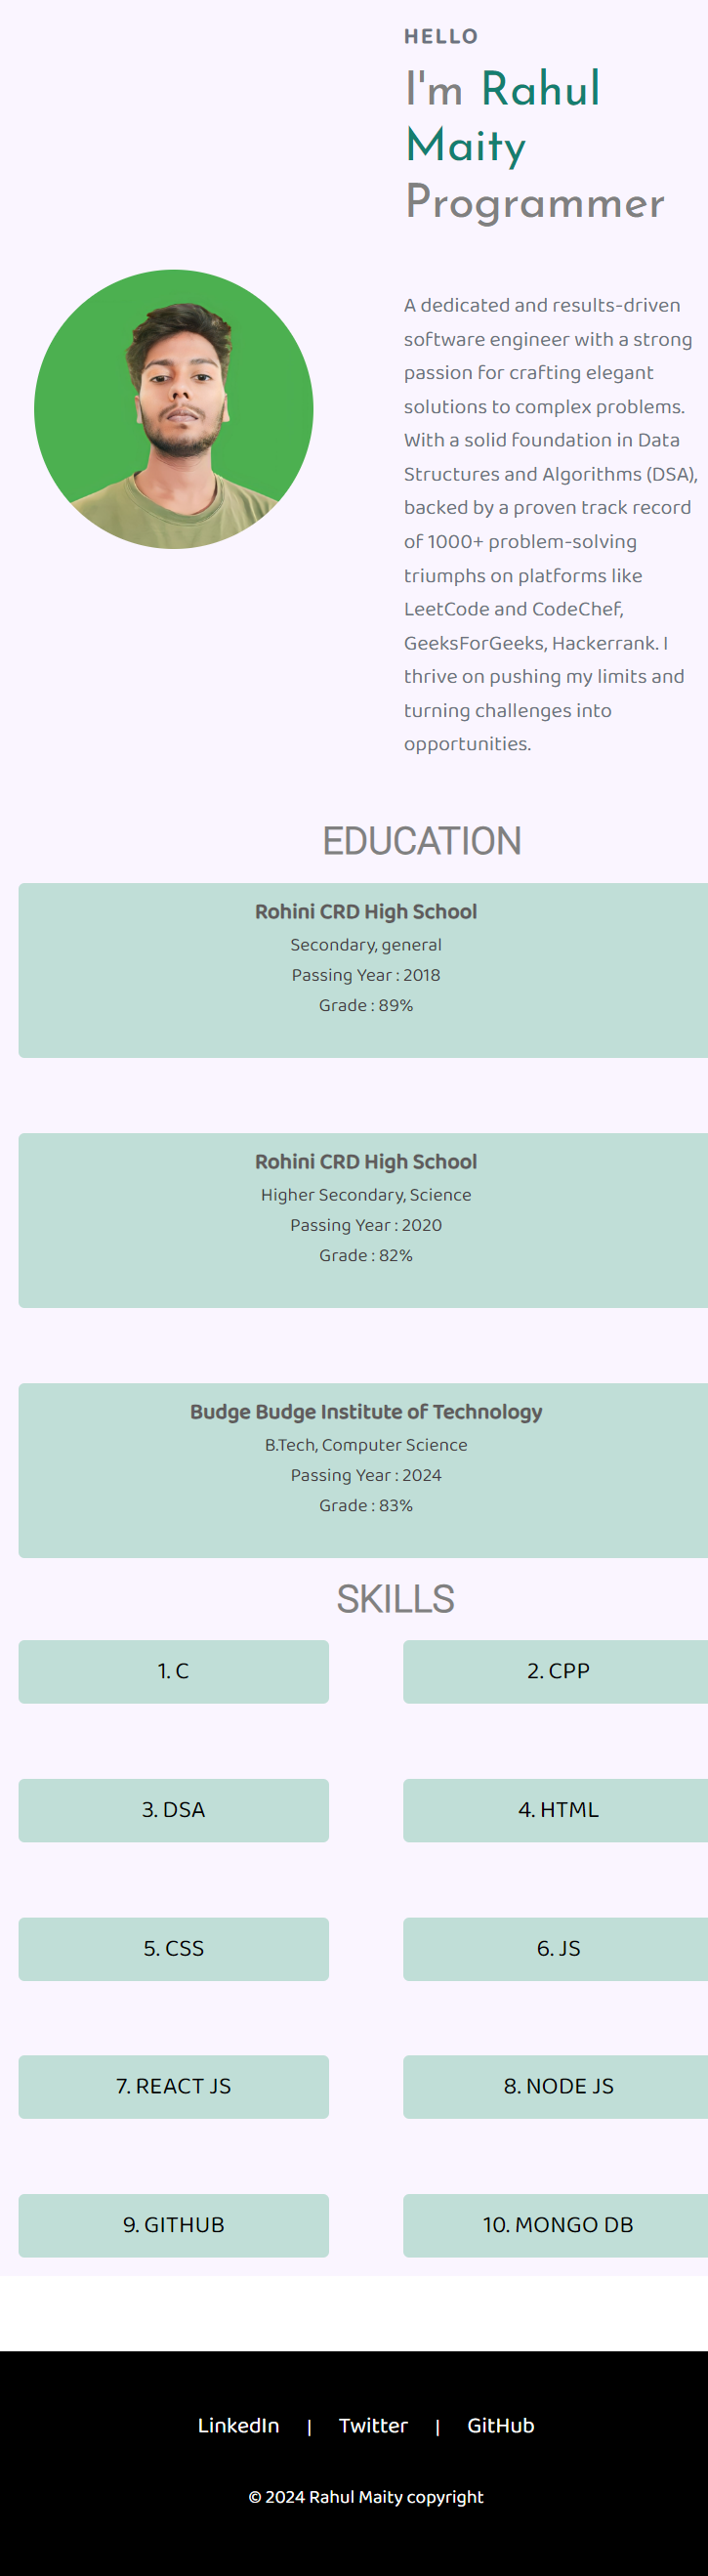 HELLO
I'm Rahul
Maity
Programmer
A dedicated and results-driven
software engineer with a strong
passion for crafting elegant
solutions to complex problems.
With a solid foundation in Data
Structures and Algorithms (DSA),
backed by a proven track record
of 1000+ problem-solving
triumphs on platforms like
LeetCode and CodeChef,
GeeksForGeeks, Hackerrank. I
thrive on pushing my limits and
turning challenges into
opportunities.
EDUCATION
Rohini CRD High School
Secondary, general
Passing Year : 2018
Grade : 89%
Rohini CRD High School
Higher Secondary, Science
Passing Year : 2020
Grade : 82%
Budge Budge Institute of Technology
B.Tech, Computer Science
Passing Year : 2024
Grade : 83%
SKILLS
1. C
2. CPP
3. DSA
4. HTML
5. CSS
6. JS
7. REACT JS
8. NODE JS
9. GITHUB
10. MONGO DB
LinkedIn | Twitter | GitHub
© 2024 Rahul Maity copyright